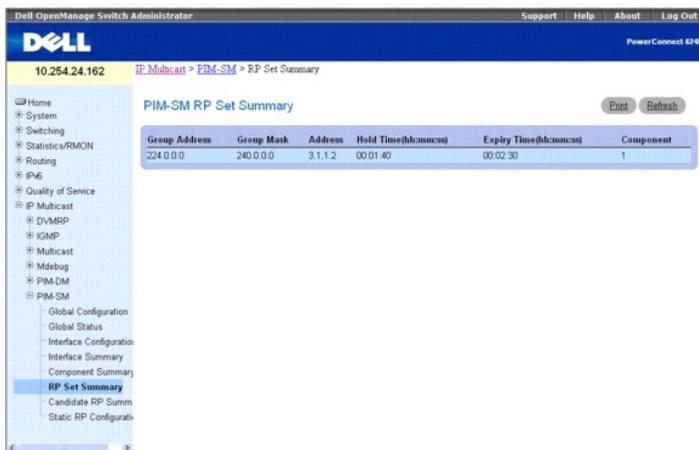 Dell OpenManage Switch Administrator
Support Help About Log Out
DELL
PowerConnect 624
10.254.24.162
IP Multicast > PIM-SM > RP Set Summary
Home
System
Switching
Statistics/RMON
Routing
IPv6
Quality of Service
IP Multicast
DVMRP
IGMP
Multicast
Mdebug
PIM-DM
PIM-SM
Global Configuration
Global Status
Interface Configuration
Interface Summary
Component Summary
RP Set Summary
Candidate RP Summ
Static RP Configurati
PIM-SM RP Set Summary
Print Refresh
Group Address Group Mask Address Hold Time(hh:mm:ss) Expiry Time(hh:mm:ss) Component
224.0.0.0 240.0.0.0 3.1.1.2 00:01:40 00:02:30 1